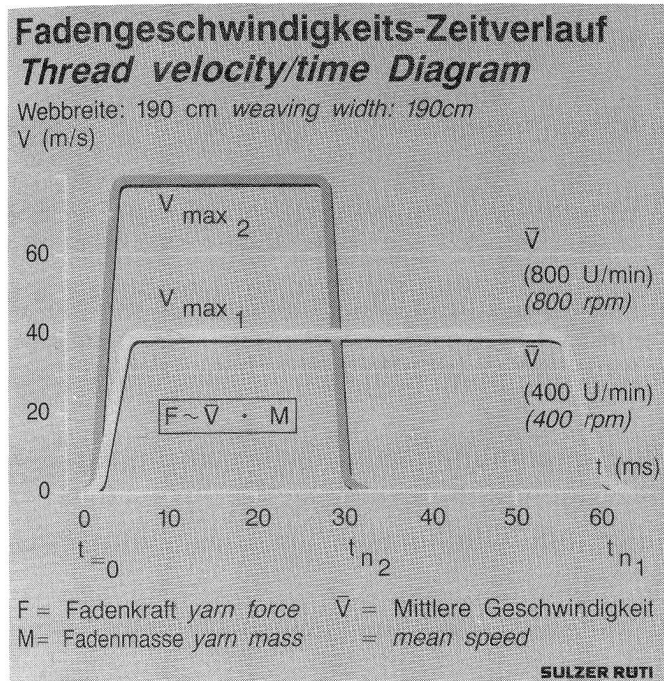 Fadengeschwindigkeits-Zeitverlauf
Thread velocity/time Diagram
Webbreite: 190 cm weaving width: 190cm
V (m/s)
V max 2
60
V̄
(800 U/min)
(800 rpm)
V max 1
40
V̄
(400 U/min)
(400 rpm)
F~V̄ · M
20
t (ms)
0
0 10 20 30 40 50 60
t=0 tn2 tn1
F = Fadenkraft yarn force V̄ = Mittlere Geschwindigkeit
M= Fadenmasse yarn mass = mean speed
SULZER RÜTI